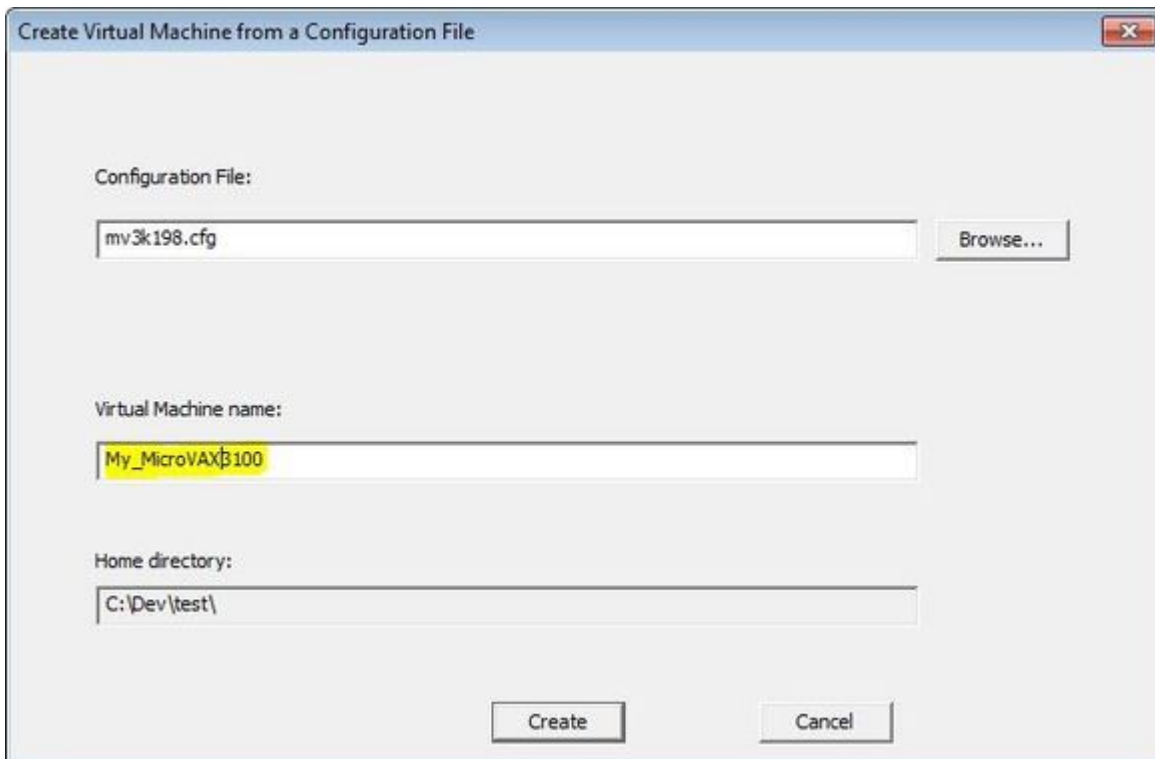 Create Virtual Machine from a Configuration File
Configuration File:
mv3k198.cfg
Browse...
Virtual Machine name:
My_MicroVAX3100
Home directory:
C:\Dev\test\
Create
Cancel